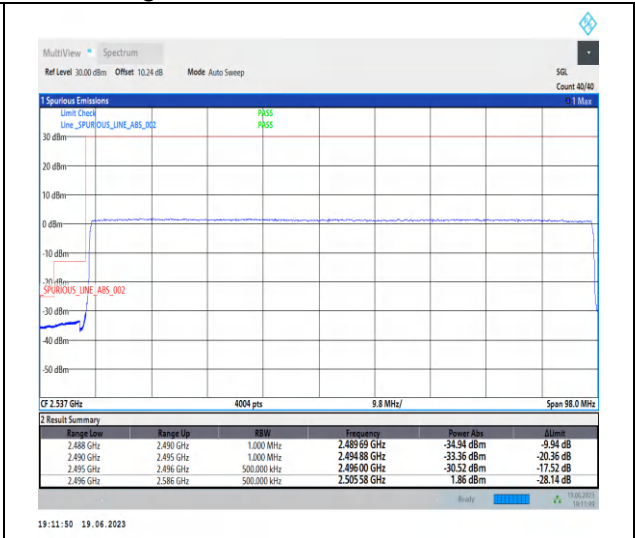 MultiView Spectrum
Ref Level 30.00 dBm Offset 10.24 dB Mode Auto Sweep SGL
Count 40/40
1 Spurious Emissions 1 Max
Limit Check PASS
Line _SPURIOUS_LINE_ABS_002 PASS
30 dBm
20 dBm
10 dBm
0 dBm
-10 dBm
-20 dBm
_SPURIOUS_LINE_ABS_002
-30 dBm
-40 dBm
-50 dBm
CF 2.537 GHz 4004 pts 9.8 MHz/ Span 98.0 MHz
2 Result Summary
Range Low Range Up RBW Frequency Power Abs ΔLimit
2.488 GHz 2.490 GHz 1.000 MHz 2.489 69 GHz -34.94 dBm -9.94 dB
2.490 GHz 2.495 GHz 1.000 MHz 2.494 88 GHz -33.36 dBm -20.36 dB
2.495 GHz 2.496 GHz 500.000 kHz 2.496 00 GHz -30.52 dBm -17.52 dB
2.496 GHz 2.586 GHz 500.000 kHz 2.505 58 GHz 1.86 dBm -28.14 dB
Ready 19.06.2023
19:11:50 19.06.2023